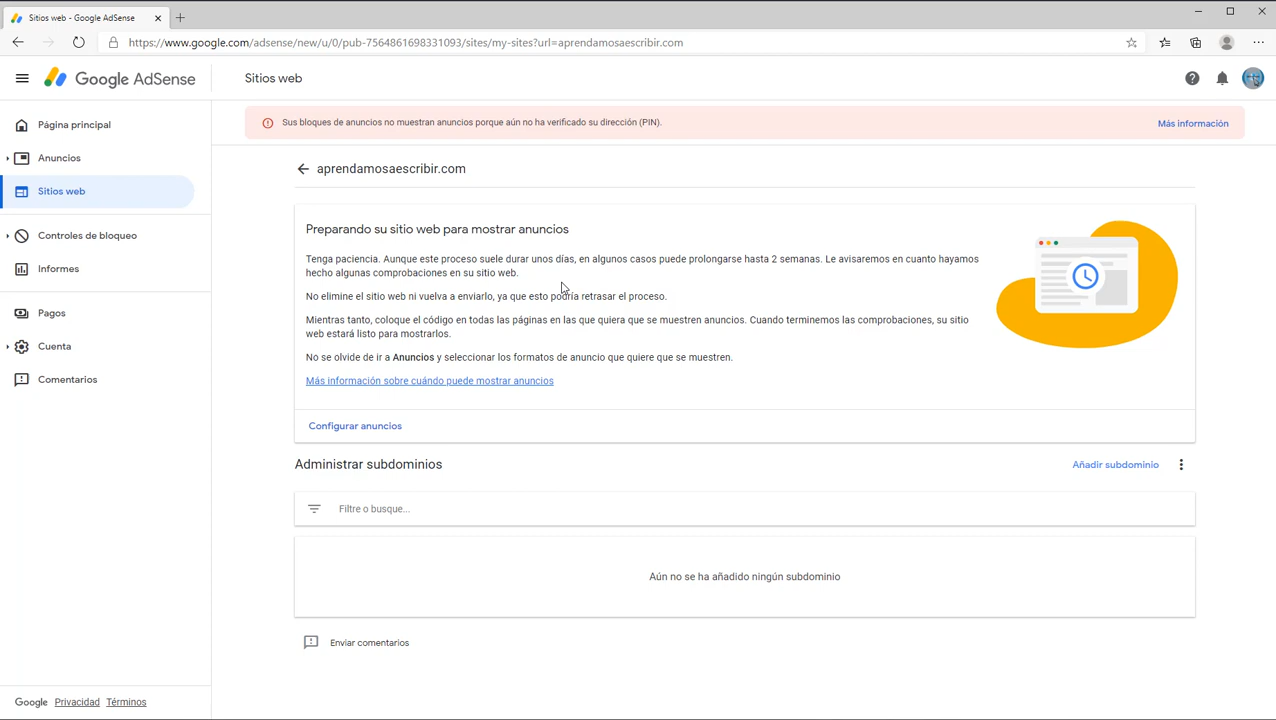 Sitios web - Google AdSense
https://www.google.com/adsense/new/u/0/pub-7564861698331093/sites/my-sites?url=aprendamosaescribir.com
Google AdSense
Sitios web
Página principal
Anuncios
Sitios web
Controles de bloqueo
Informes
Pagos
Cuenta
Comentarios
Sus bloques de anuncios no muestran anuncios porque aún no ha verificado su dirección (PIN).
Más información
aprendamosaescribir.com
Preparando su sitio web para mostrar anuncios
Tenga paciencia. Aunque este proceso suele durar unos días, en algunos casos puede prolongarse hasta 2 semanas. Le avisaremos en cuanto hayamos
hecho algunas comprobaciones en su sitio web.
No elimine el sitio web ni vuelva a enviarlo, ya que esto podría retrasar el proceso.
Mientras tanto, coloque el código en todas las páginas en las que quiera que se muestren anuncios. Cuando terminemos las comprobaciones, su sitio
web estará listo para mostrarlos.
No se olvide de ir a Anuncios y seleccionar los formatos de anuncio que quiere que se muestren.
Más información sobre cuándo puede mostrar anuncios
Configurar anuncios
Administrar subdominios
Añadir subdominio
Filtre o busque...
Aún no se ha añadido ningún subdominio
Enviar comentarios
Google Privacidad Términos